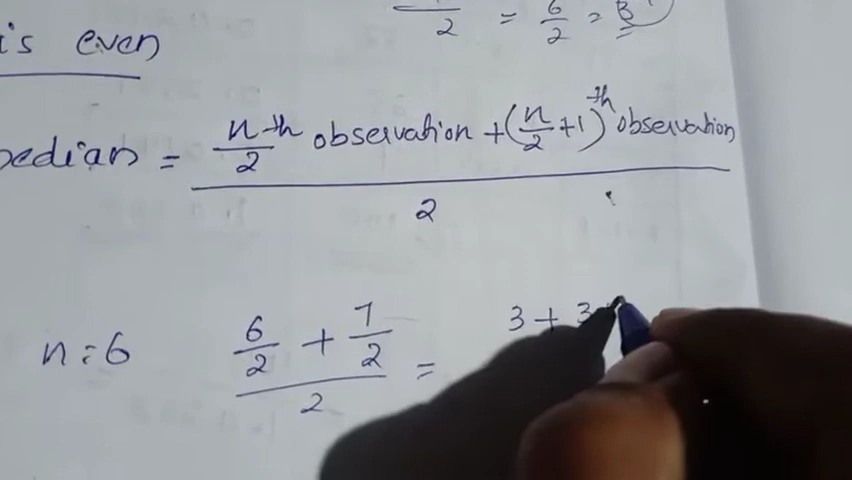 2 = 6/2 = 3
is even
median = n/2 th observation + (n/2 + 1)th observation
2
n = 6 6/2 + 7/2 = 3 + 3
2